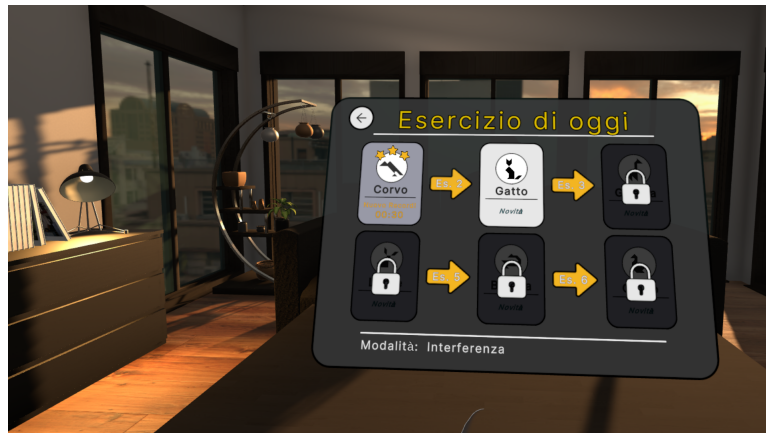 Esercizio di oggi
Corvo
Es. 2
Gatto
Novità
Es. 3
Novità
Novità
Es. 5
Novità
Es. 6
Novità
Modalità: Interferenza